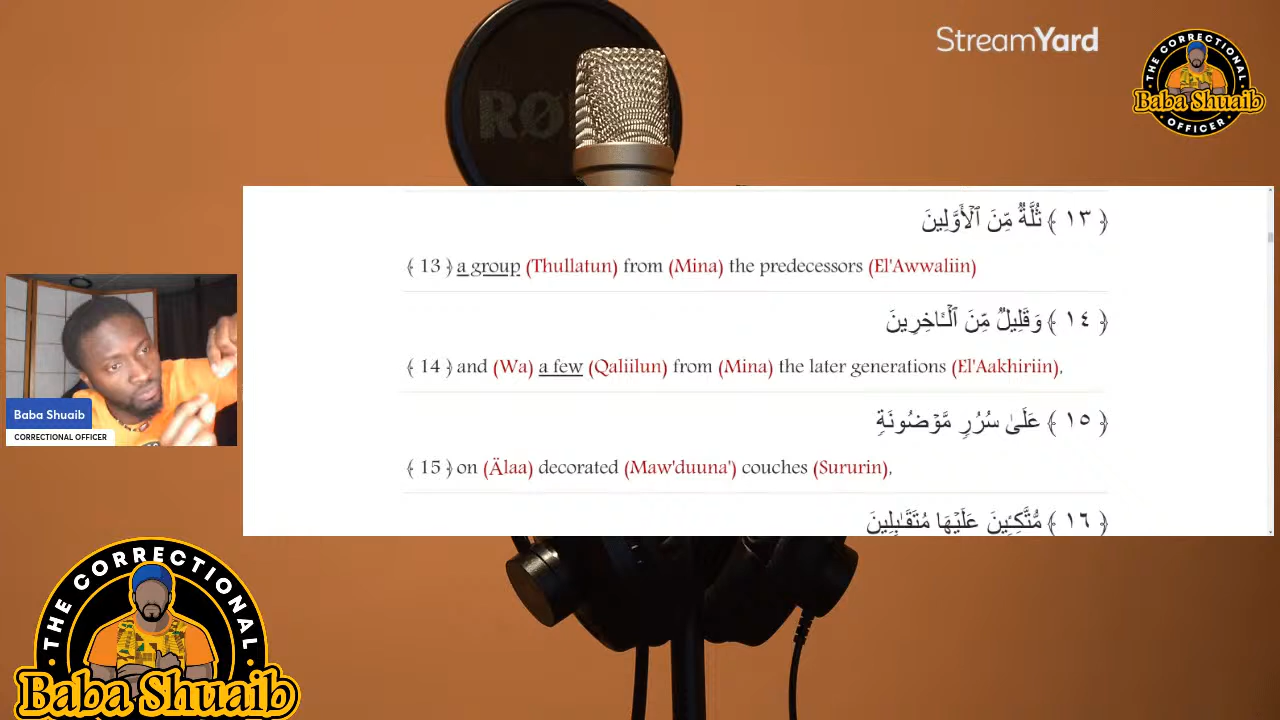 StreamYard
THE CORRECTIONAL
Baba Shuaib
OFFICER
RØ
﴿ ١٣ ﴾ ثُلَّةٌ مِّنَ ٱلْأَوَّلِينَ
﴾ 13 ﴿ a group (Thullatun) from (Mina) the predecessors (El'Awwaliin)
﴿ ١٤ ﴾ وَقَلِيلٌ مِّنَ ٱلْـَٔاخِرِينَ
﴾ 14 ﴿ and (Wa) a few (Qaliilun) from (Mina) the later generations (El'Aakhiriin),
﴿ ١٥ ﴾ عَلَىٰ سُرُرٍ مَّوْضُونَةٍ
﴾ 15 ﴿ on (Älaa) decorated (Maw'duuna') couches (Sururin),
﴿ ١٦ ﴾ مُّتَّكِـِٔينَ عَلَيْهَا مُتَقَـٰبِلِينَ
Baba Shuaib
CORRECTIONAL OFFICER
THE CORRECTIONAL
Baba Shuaib